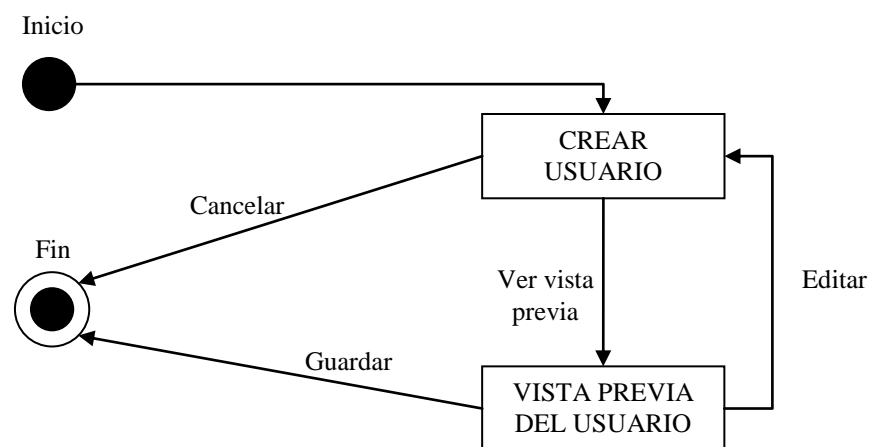 Inicio
CREAR
USUARIO
Cancelar
Fin
Ver vista
previa
Editar
Guardar
VISTA PREVIA
DEL USUARIO